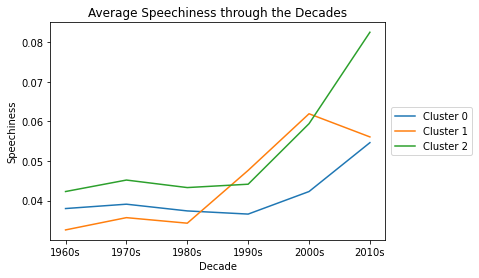 Average Speechiness through the Decades
0.08
0.07
0.06
0.05
0.04
Speechiness
1960s 1970s 1980s 1990s 2000s 2010s
Decade
Cluster 0
Cluster 1
Cluster 2